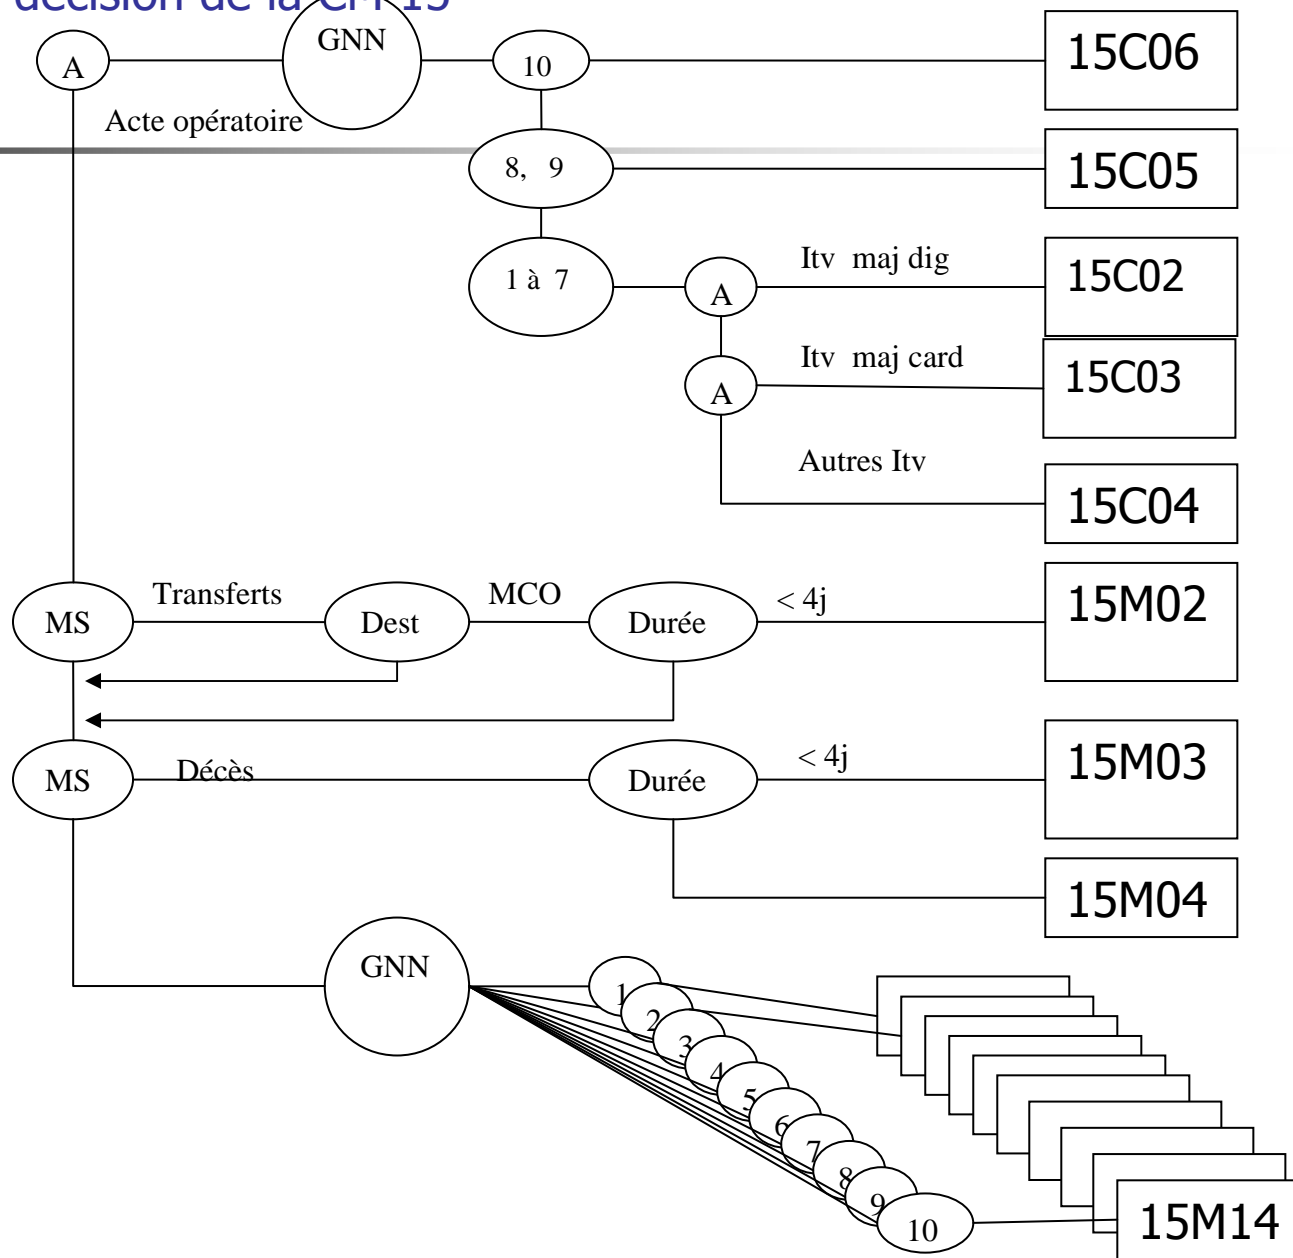 décision de la CM 15
A
GNN
10
15C06
Acte opératoire
8, 9
15C05
1 à 7
A
Itv maj dig
15C02
A
Itv maj card
15C03
Autres Itv
15C04
MS
Transferts
Dest
MCO
Durée
< 4j
15M02
MS
Décès
Durée
< 4j
15M03
15M04
GNN
1
2
3
4
5
6
7
8
9
10
15M14